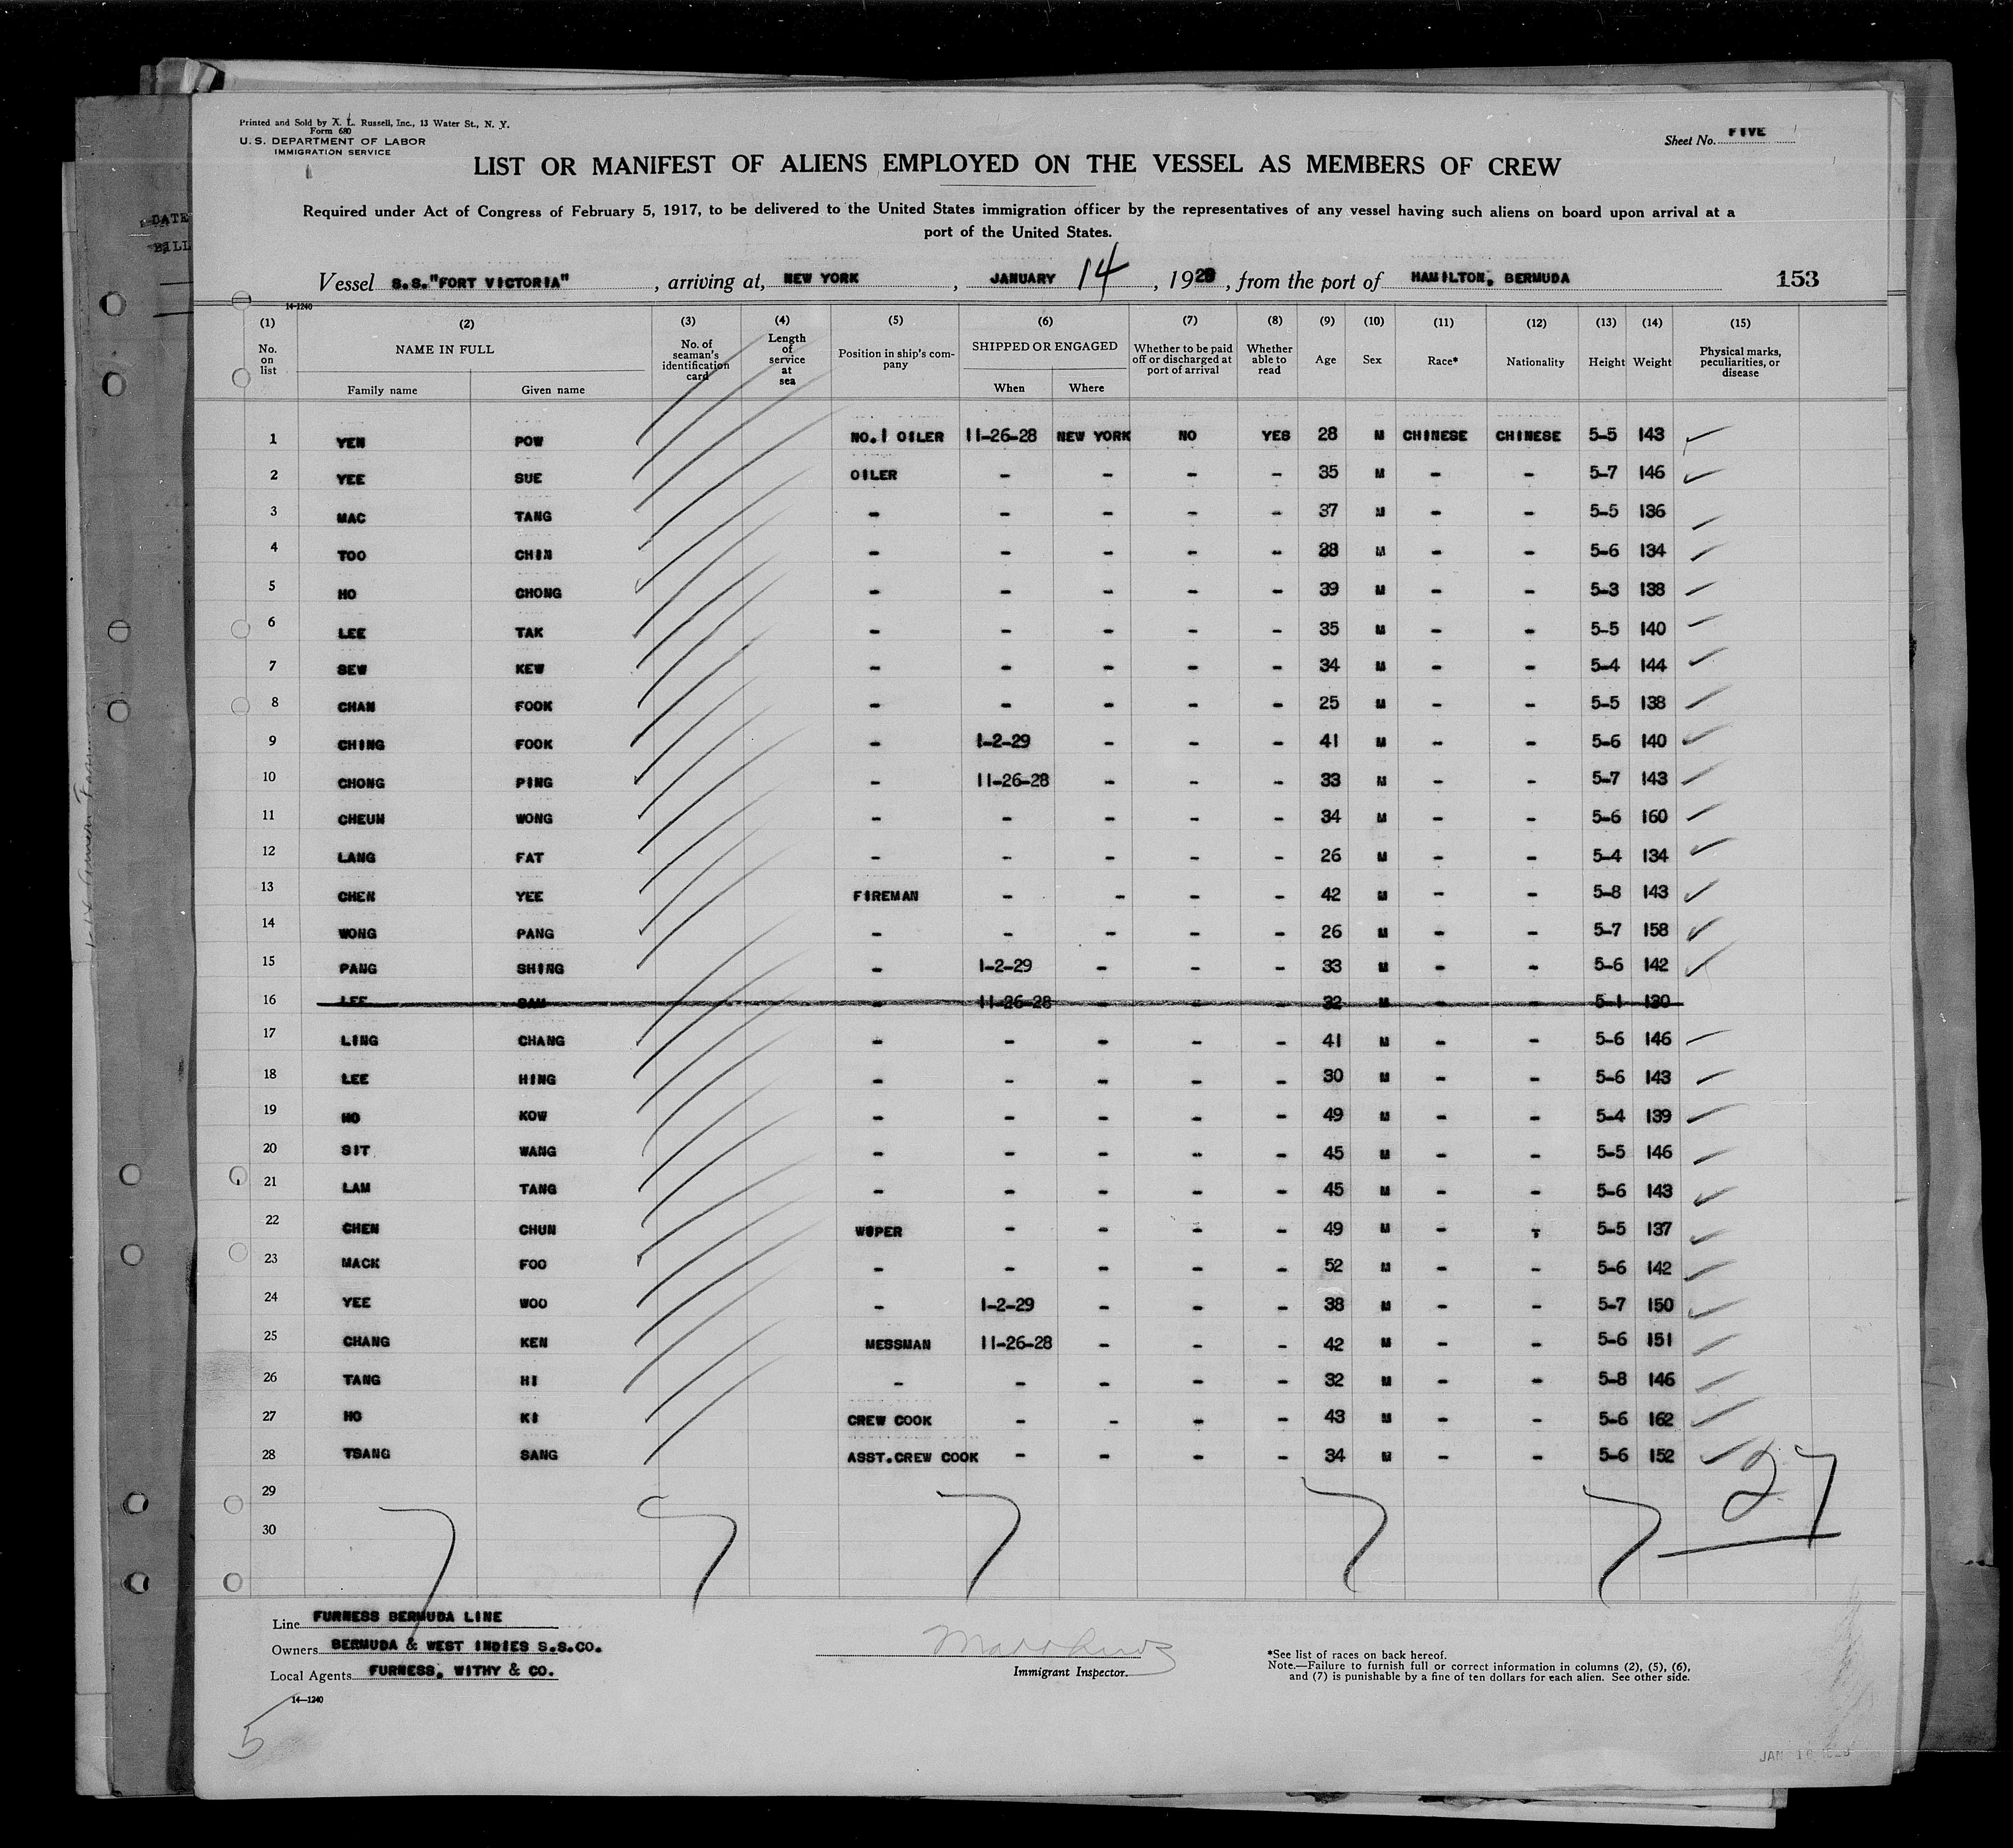 Printed and Sold by A. L. Russell, Inc., 13 Water St., N. Y.
Form 680
U. S. DEPARTMENT OF LABOR
IMMIGRATION SERVICE
Sheet No. FIVE
LIST OR MANIFEST OF ALIENS EMPLOYED ON THE VESSEL AS MEMBERS OF CREW
Required under Act of Congress of February 5, 1917, to be delivered to the United States immigration officer by the representatives of any vessel having such aliens on board upon arrival at a
port of the United States.
DATE
BILL
Vessel S.S."FORT VICTORIA", arriving at, NEW YORK, JANUARY 14, 1929, from the port of HAMILTON, BERMUDA 153
14-1240
(1) (2) (3) (4) (5) (6) (7) (8) (9) (10) (11) (12) (13) (14) (15)
No. on list NAME IN FULL Family name Given name No. of seaman's identification card Length of service at sea Position in ship's company SHIPPED OR ENGAGED When Where Whether to be paid off or discharged at port of arrival Whether able to read Age Sex Race* Nationality Height Weight Physical marks, peculiarities, or disease
1 YEN POW NO.1 OILER 11-26-28 NEW YORK NO YES 28 M CHINESE CHINESE 5-5 143
2 YEE SUE OILER - - - - 35 M - - 5-7 146
3 MAC TANG - - - - - 37 M - - 5-5 136
4 TOO CHIN - - - - - 38 M - - 5-6 134
5 HO CHONG - - - - - 39 M - - 5-3 138
6 LEE TAK - - - - - 35 M - - 5-5 140
7 SEW KEW - - - - - 34 M - - 5-4 144
8 CHAN FOOK - - - - - 25 M - - 5-5 138
9 CHING FOOK - 1-2-29 - - - 41 M - - 5-6 140
10 CHONG PING - 11-26-28 - - - 33 M - - 5-7 143
11 CHEUN WONG - - - - - 34 M - - 5-6 160
12 LANG FAT - - - - - 26 M - - 5-4 134
13 CHEN YEE FIREMAN - - - - 42 M - - 5-8 143
14 WONG PANG - - - - - 26 M - - 5-7 158
15 PANG SHING - 1-2-29 - - - 33 M - - 5-6 142
16 LEE SAM - 11-26-28 - - - 32 M - - 5-1 130
17 LING CHANG - - - - - 41 M - - 5-6 146
18 LEE HING - - - - - 30 M - - 5-6 143
19 HO KOW - - - - - 49 M - - 5-4 139
20 SIT WANG - - - - - 45 M - - 5-5 146
21 LAM TANG - - - - - 45 M - - 5-6 143
22 CHEN CHUN WIPER - - - - 49 M - - 5-5 137
23 MACK FOO - - - - - 52 M - - 5-6 142
24 YEE WOO - 1-2-29 - - - 38 M - - 5-7 150
25 CHANG KEN MESSMAN 11-26-28 - - - 42 M - - 5-6 151
26 TANG HI - - - - - 32 M - - 5-8 146
27 HO KI CREW COOK - - - - 43 M - - 5-6 162
28 TSANG SANG ASST.CREW COOK - - - - 34 M - - 5-6 152
27
29
30
Line FURNESS BERMUDA LINE
Owners BERMUDA & WEST INDIES S.S.CO.
Local Agents FURNESS, WITHY & CO.
14-1240
Immigrant Inspector.
*See list of races on back hereof.
Note.—Failure to furnish full or correct information in columns (2), (5), (6),
and (7) is punishable by a fine of ten dollars for each alien. See other side.
5